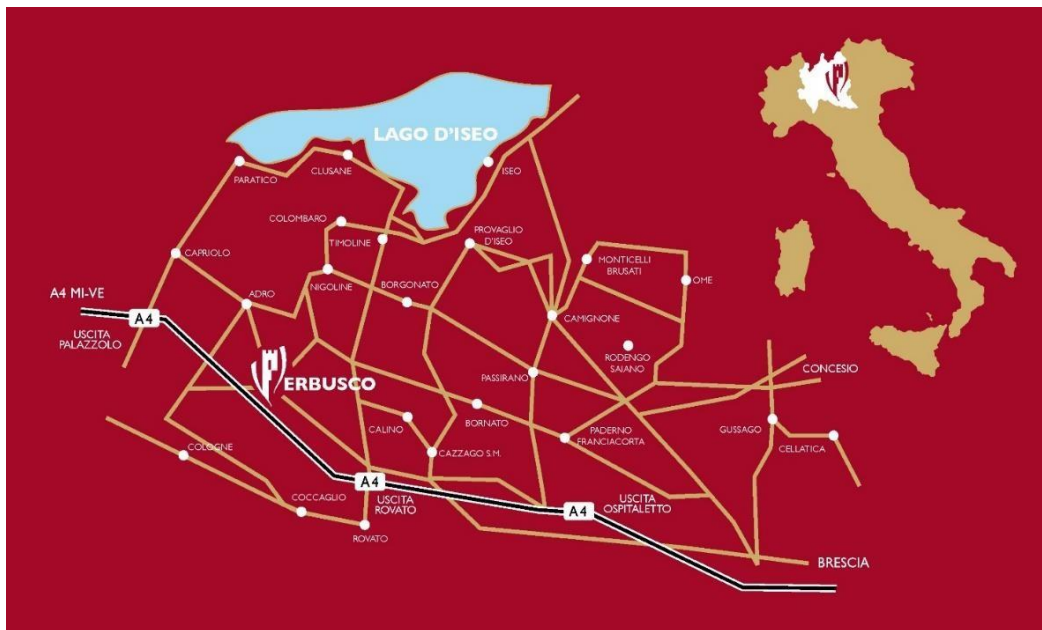 LAGO D'ISEO
ISEO
PARATICO
CLUSANE
COLOMBARO
TIMOLINE
PROVAGLIO
D'ISEO
CAPRIOLO
MONTICELLI
BRUSATI
OME
A4 MI-VE
ADRO
NIGOLINE
BORGONATO
A4
USCITA
PALAZZOLO
CAMIGNONE
RODENGO
SAIANO
CONCESIO
ERBUSCO
PASSIRANO
CALINO
BORNATO
PADERNO
FRANCIACORTA
GUSSAGO
CELLATICA
COLOGNE
CAZZAGO S.M.
A4
USCITA
ROVATO
COCCAGLIO
ROVATO
A4
USCITA
OSPITALETTO
BRESCIA